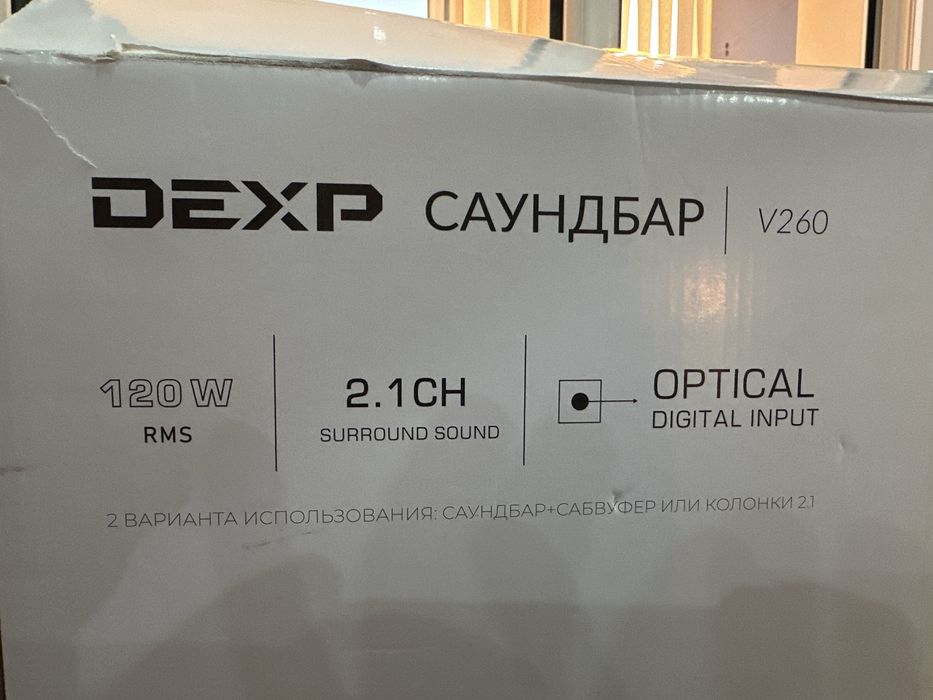 DEXP САУНДБАР V260
120W
RMS
2.1CH
SURROUND SOUND
OPTICAL
DIGITAL INPUT
2 ВАРИАНТА ИСПОЛЬЗОВАНИЯ: САУНДБАР+САБВУФЕР ИЛИ КОЛОНКИ 2.1